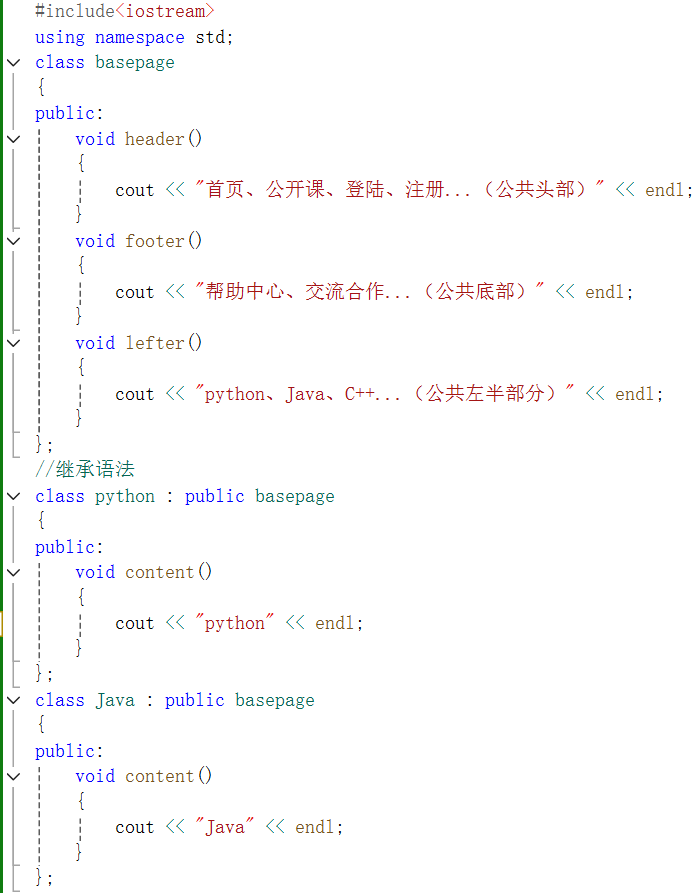 #include<iostream>
using namespace std;
class basepage
{
public:
void header()
{
cout << "首页、公开课、登陆、注册...（公共头部）" << endl;
}
void footer()
{
cout << "帮助中心、交流合作...（公共底部）" << endl;
}
void lefter()
{
cout << "python、Java、C++...（公共左半部分）" << endl;
}
};
//继承语法
class python : public basepage
{
public:
void content()
{
cout << "python" << endl;
}
};
class Java : public basepage
{
public:
void content()
{
cout << "Java" << endl;
}
};